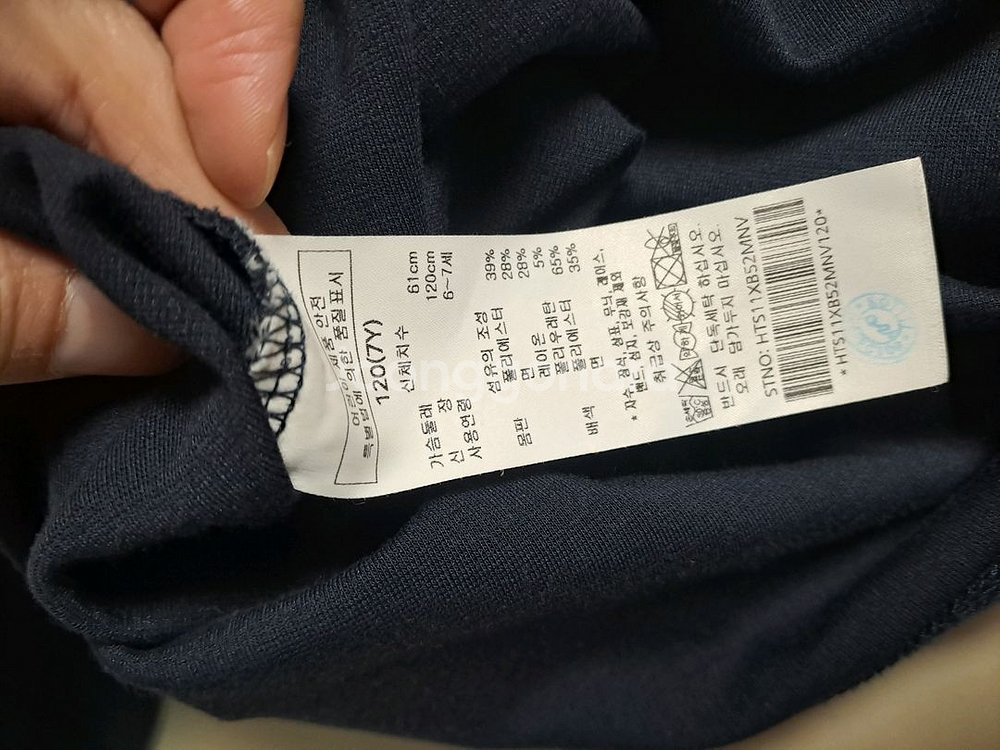 어린이제품 안전
특별법에 의한 품질표시
120(7Y)
신체치수
가슴둘레 61cm
신 장 120cm
사용연령 6~7세
섬유의 조성
몸판 폴리에스터 39%
면 28%
레이온 28%
폴리우레탄 5%
배색 폴리에스터 65%
면 35%
* 자수, 장식, 상표, 무늬, 레이스,
밴드, 심지, 보강재 제외
취급상 주의사항
반드시 단독세탁 하십시오.
오래 담가두지 마십시오.
STNO: HTS11XB52MNV
*HTS11XB52MNV120*